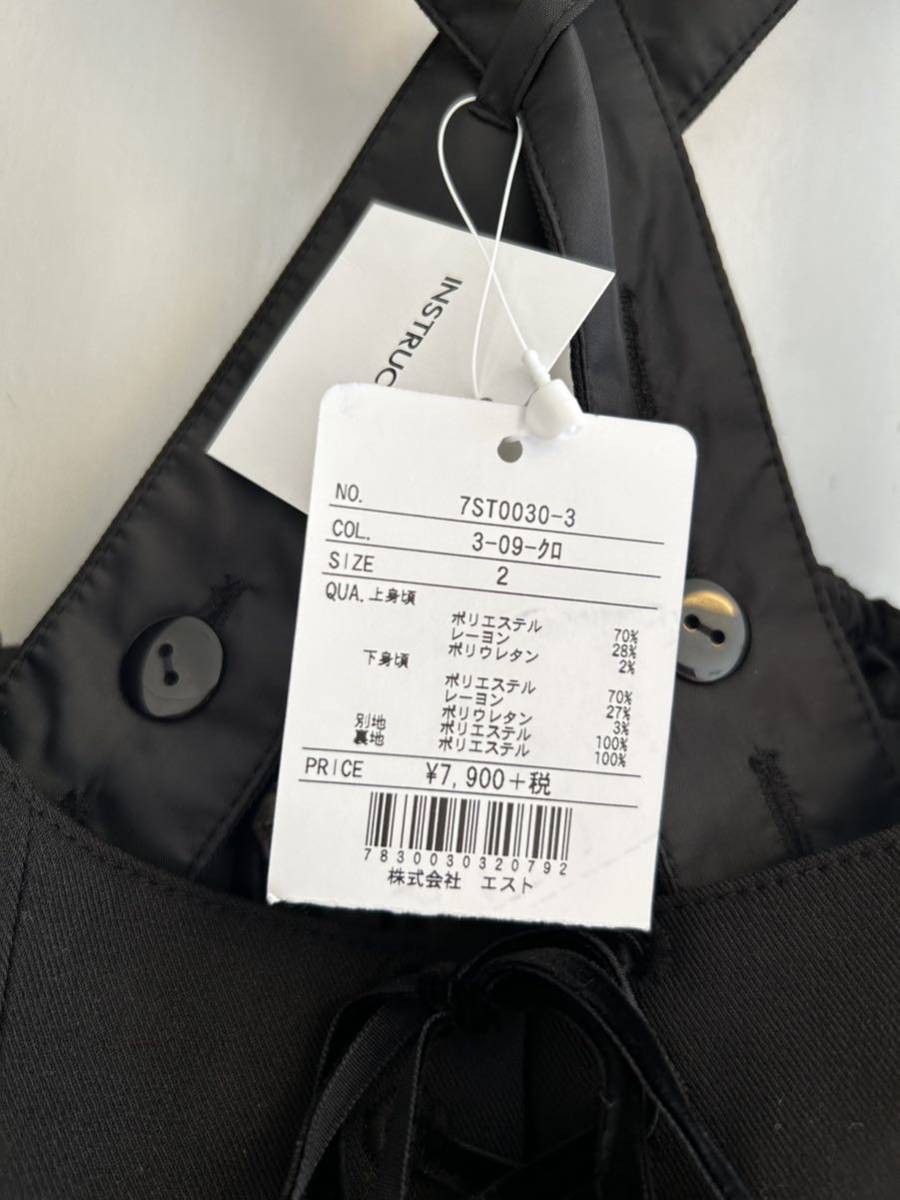 INSTRUC
NO. 7ST0030-3
COL. 3-09-ｸﾛ
SIZE 2
QUA. 上身頃
ポリエステル 70%
レーヨン 28%
ポリウレタン 2%
下身頃
ポリエステル 70%
レーヨン 27%
ポリウレタン 3%
別地 ポリエステル 100%
裏地 ポリエステル 100%
PRICE ¥7,900+税
7830030320792
株式会社 エスト